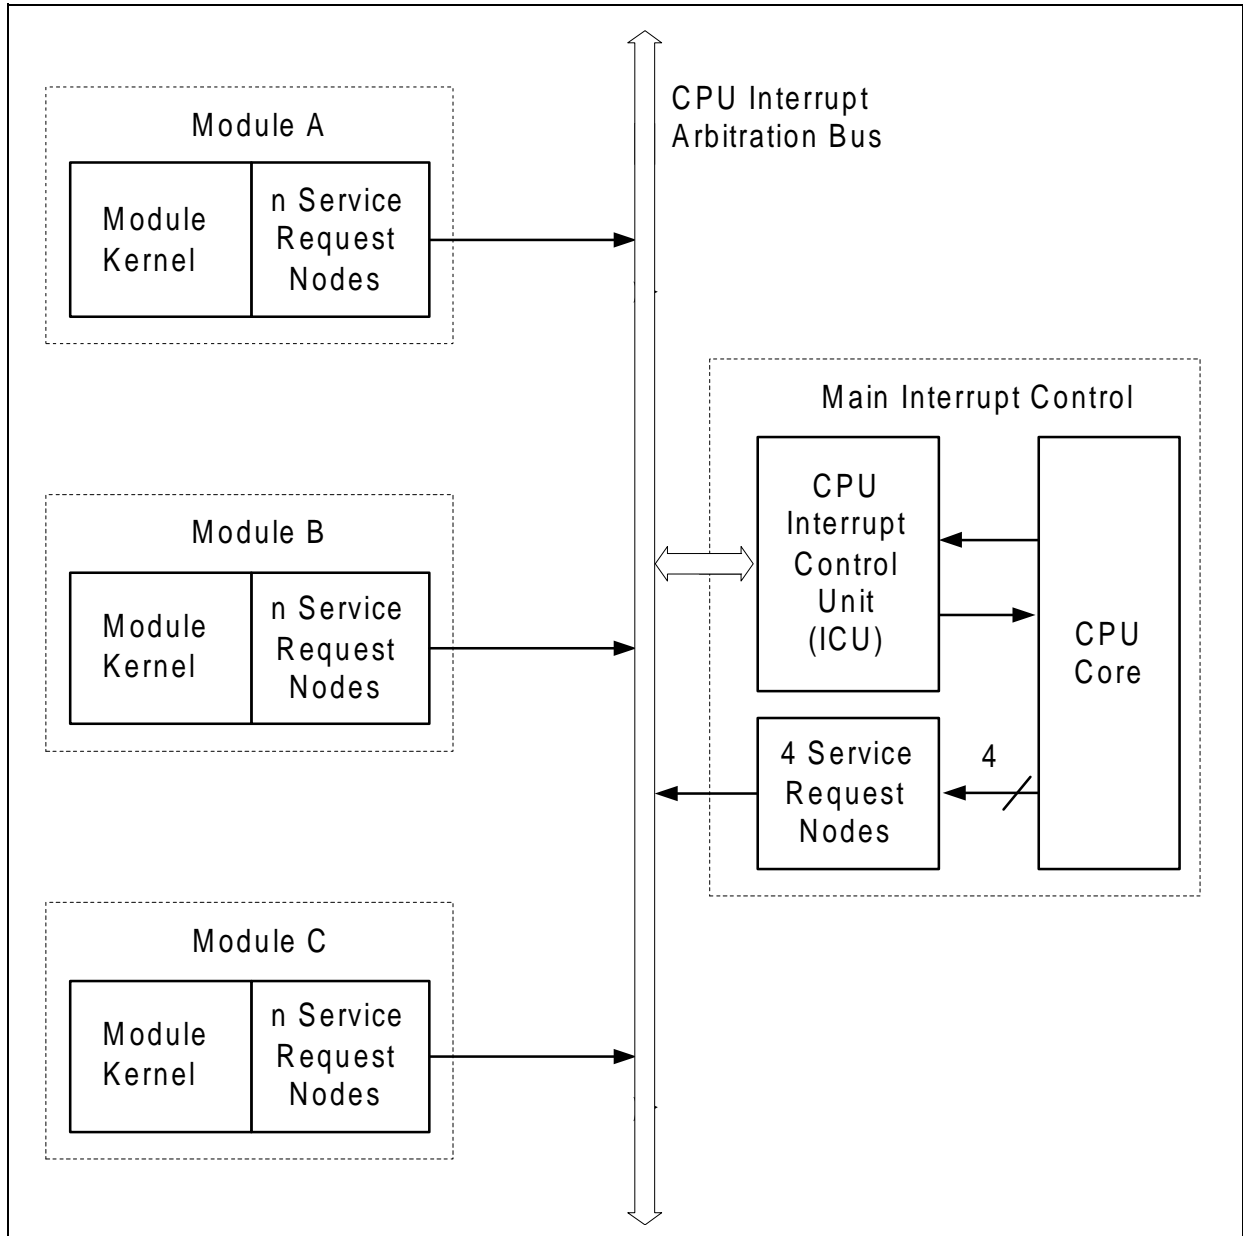 CPU Interrupt
Arbitration Bus
Module A
Module
Kernel
n Service
Request
Nodes
Main Interrupt Control
CPU
Interrupt
Control
Unit
(ICU)
CPU
Core
4 Service
Request
Nodes
4
Module B
Module
Kernel
n Service
Request
Nodes
Module C
Module
Kernel
n Service
Request
Nodes